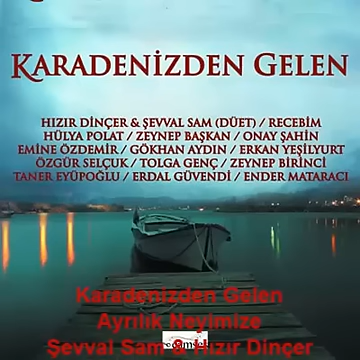 KARADENİZDEN GELEN
HIZIR DİNÇER & ŞEVVAL SAM (DÜET) / RECEBİM
HÜLYA POLAT / ZEYNEP BAŞKAN / ONAY ŞAHİN
EMİNE ÖZDEMİR / GÖKHAN AYDIN / ERKAN YEŞİLYURT
ÖZGÜR SELÇUK / TOLGA GENÇ / ZEYNEP BİRİNCİ
TANER EYÜPOĞLU / ERDAL GÜVENDİ / ENDER MATARACI
Karadenizden Gelen
Ayrılık Neyimize
Şevval Sam & Hızır Dinçer